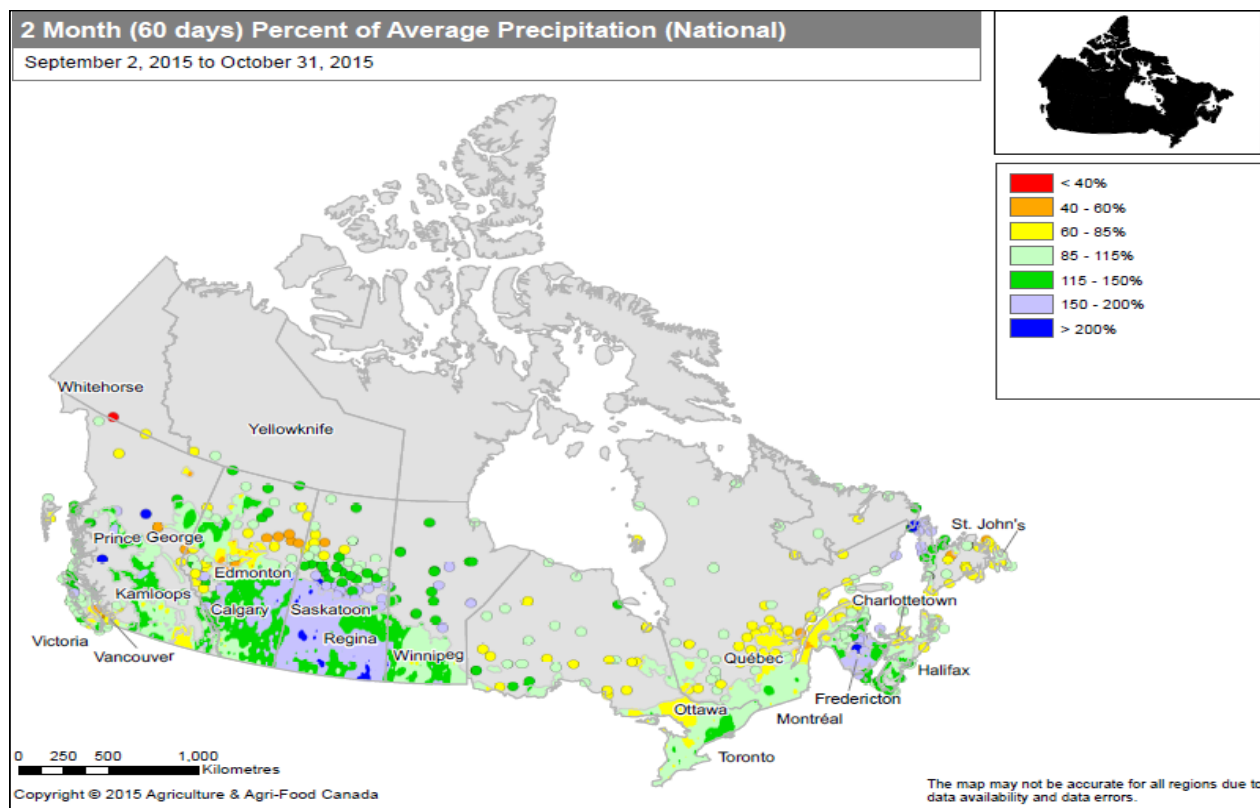 2 Month (60 days) Percent of Average Precipitation (National)
September 2, 2015 to October 31, 2015
< 40%
40 - 60%
60 - 85%
85 - 115%
115 - 150%
150 - 200%
> 200%
Whitehorse
Yellowknife
St. John's
Prince George
Edmonton
Kamloops
Calgary
Saskatoon
Charlottetown
Victoria
Regina
Vancouver
Winnipeg
Québec
Halifax
Fredericton
Ottawa
Montréal
Toronto
0 250 500 1,000
Kilometres
Copyright © 2015 Agriculture & Agri-Food Canada
The map may not be accurate for all regions due to
data availability and data errors.